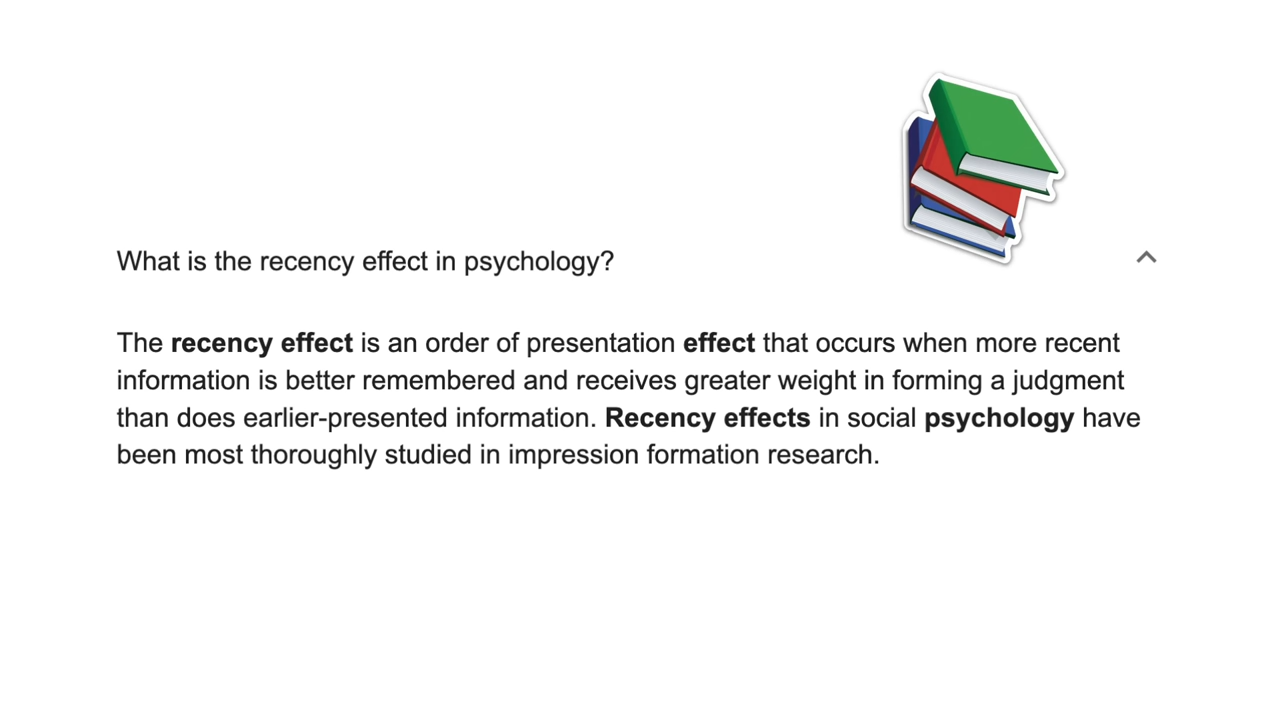 What is the recency effect in psychology?
The recency effect is an order of presentation effect that occurs when more recent
information is better remembered and receives greater weight in forming a judgment
than does earlier-presented information. Recency effects in social psychology have
been most thoroughly studied in impression formation research.